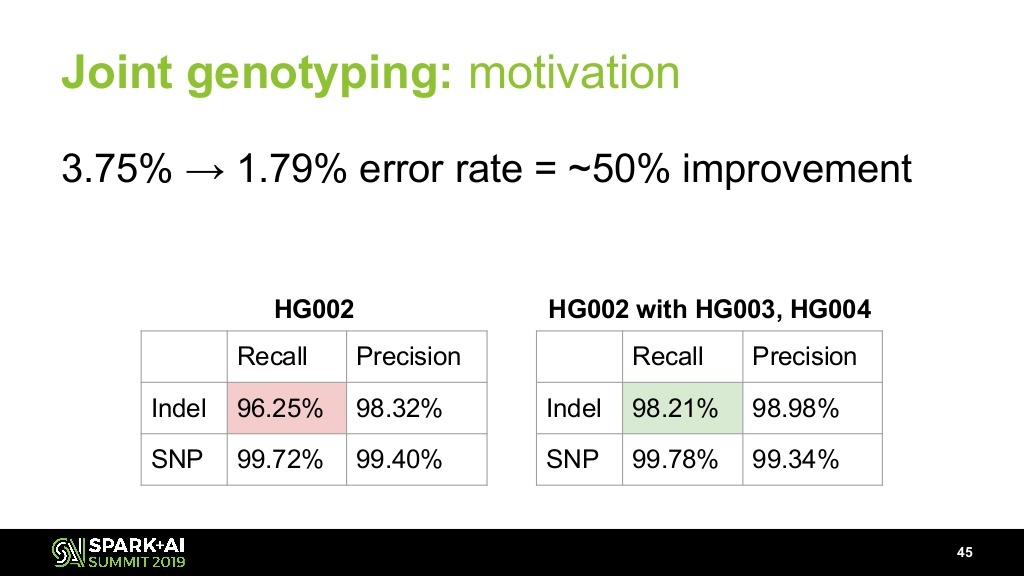 Joint genotyping: motivation
3.75% → 1.79% error rate = ~50% improvement
HG002
Recall Precision
Indel 96.25% 98.32%
SNP 99.72% 99.40%
HG002 with HG003, HG004
Recall Precision
Indel 98.21% 98.98%
SNP 99.78% 99.34%
SPARK+AI
SUMMIT 2019
45